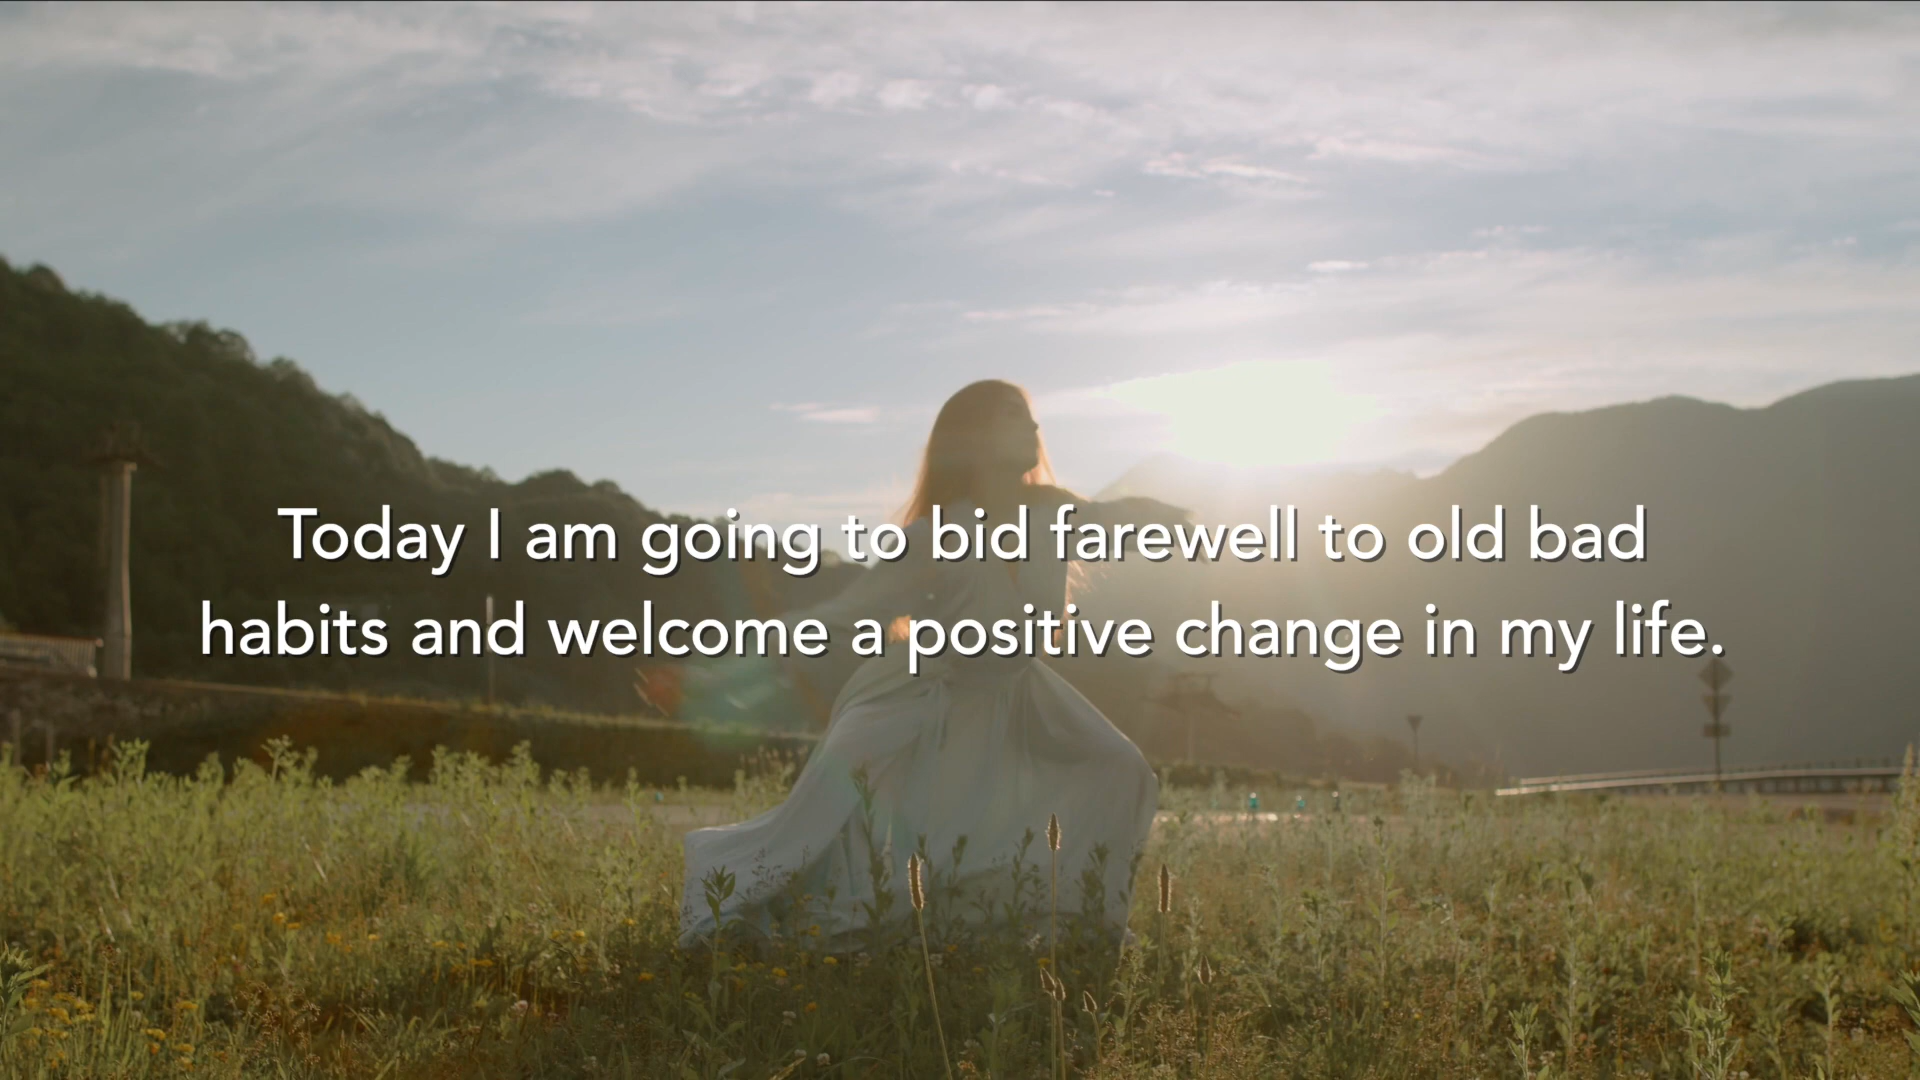 Today I am going to bid farewell to old bad
habits and welcome a positive change in my life.